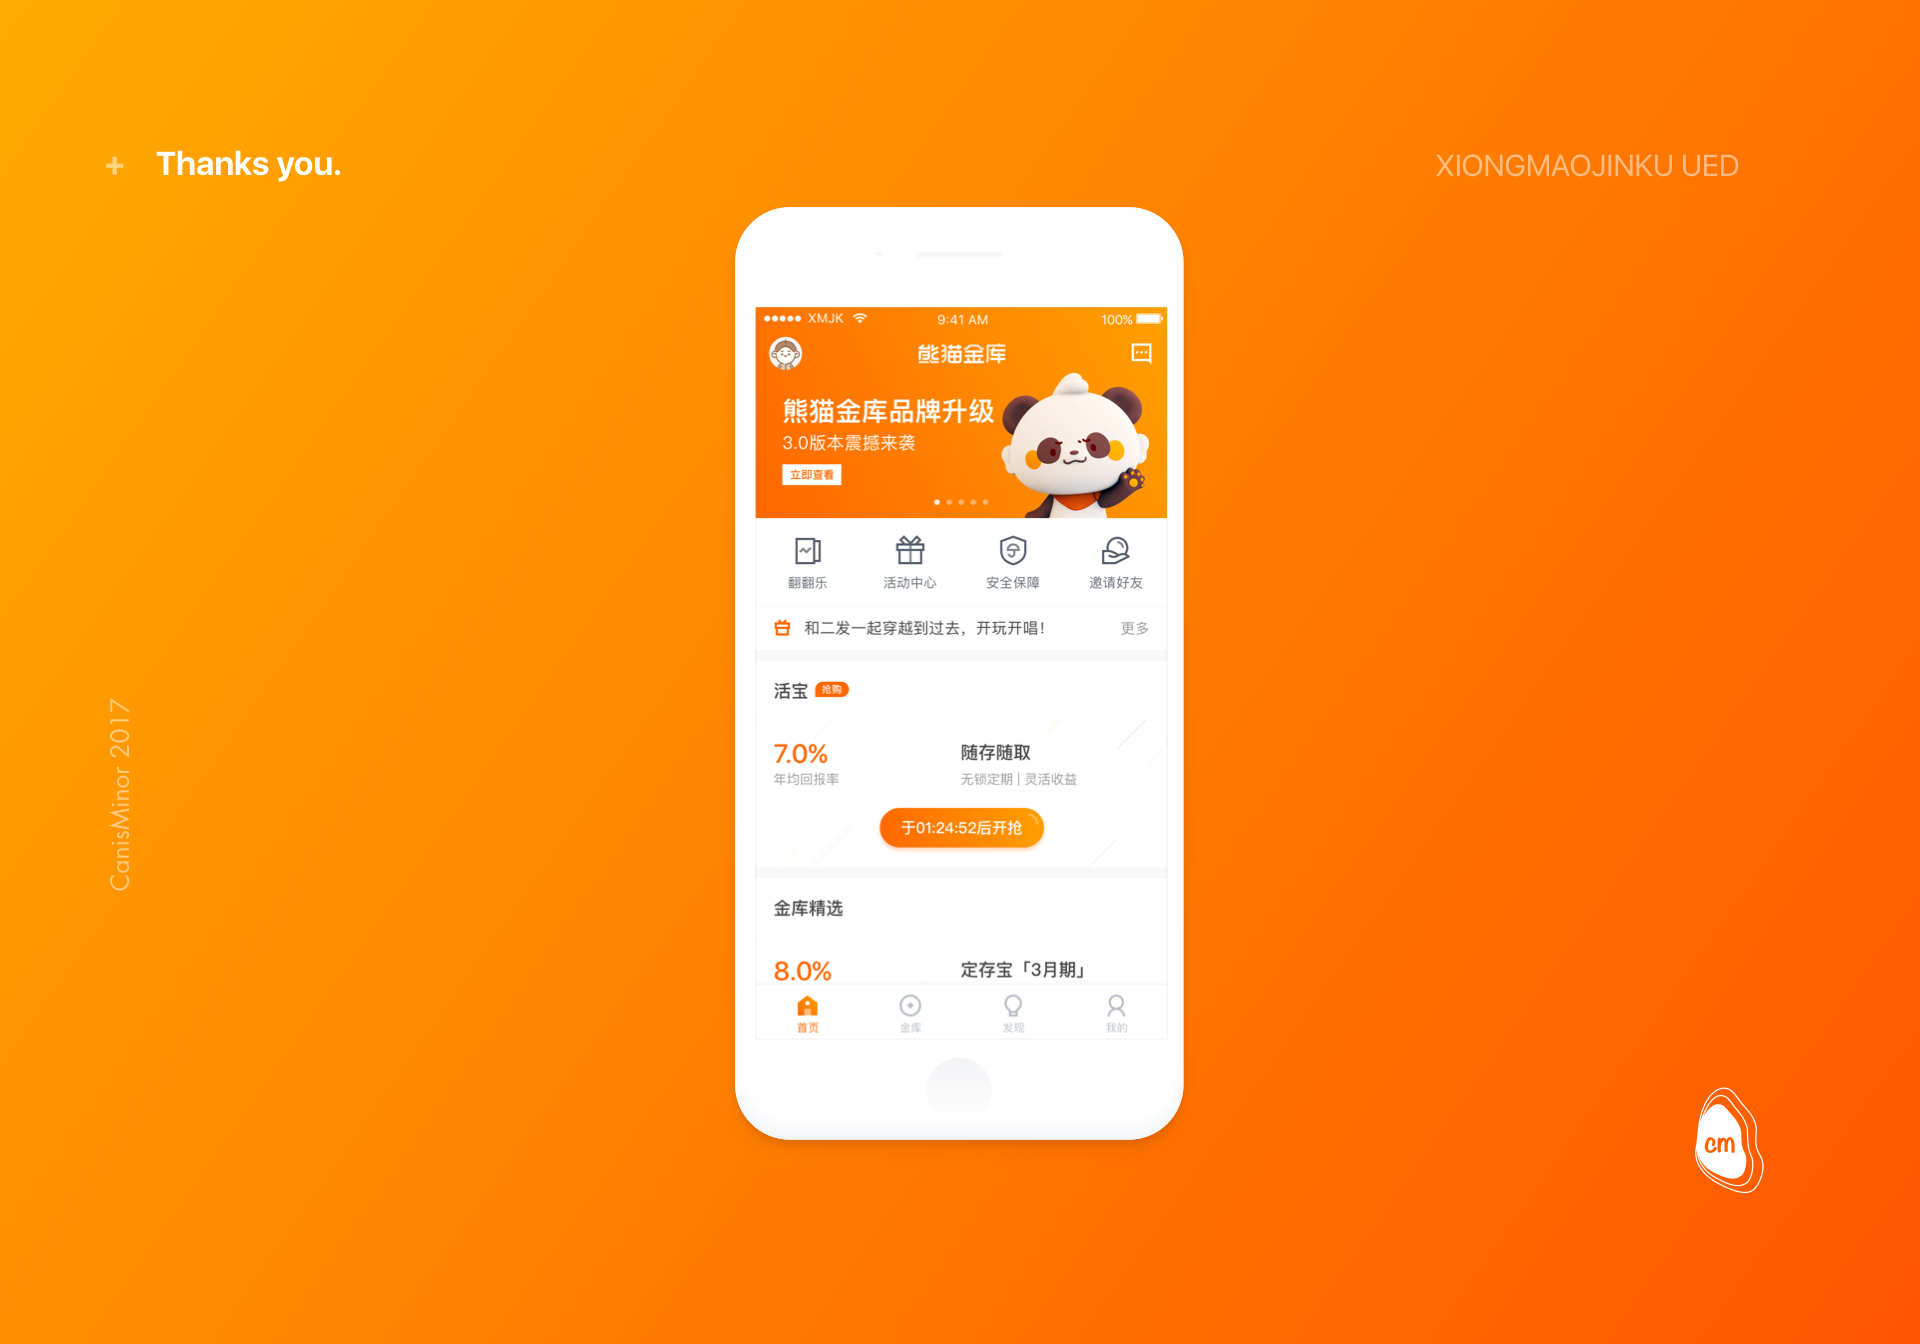 + Thanks you.
XIONGMAOJINKU UED
XMJK 9:41 AM 100%
熊猫金库
熊猫金库品牌升级
3.0版本震撼来袭
立即查看
翻翻乐 活动中心 安全保障 邀请好友
和二发一起穿越到过去，开玩开唱！ 更多
活宝 抢购
7.0% 随存随取
年均回报率 无锁定期 | 灵活收益
于01:24:52后开抢
金库精选
8.0% 定存宝「3月期」
首页 金库 发现 我的
CanisMinor 2017
cm